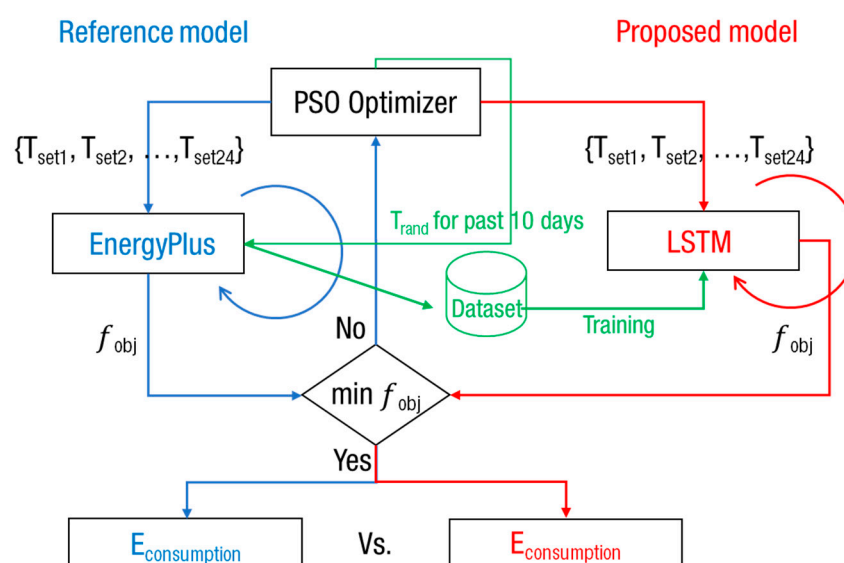 Reference model
Proposed model
PSO Optimizer
{Tset1, Tset2, ...,Tset24}
{Tset1, Tset2, ...,Tset24}
Trand for past 10 days
EnergyPlus
LSTM
Dataset
Training
fobj
No
fobj
min fobj
Yes
Econsumption
Vs.
Econsumption